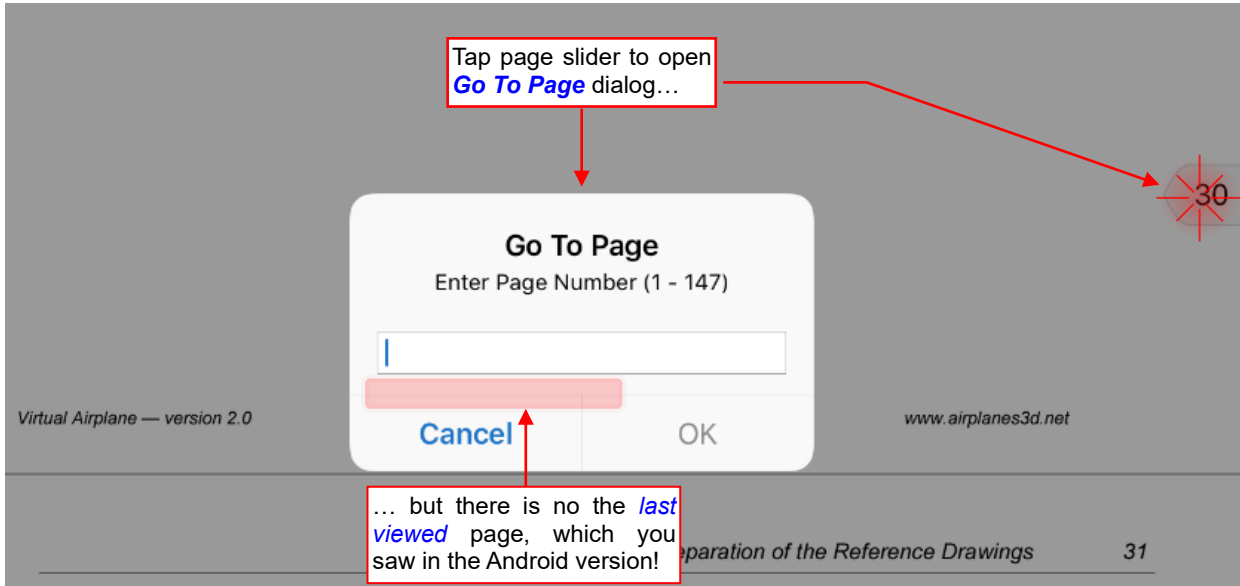 Tap page slider to open
Go To Page dialog…
30
Go To Page
Enter Page Number (1 - 147)
Virtual Airplane — version 2.0
www.airplanes3d.net
Cancel
OK
… but there is no the last
viewed page, which you
saw in the Android version!
eparation of the Reference Drawings
31